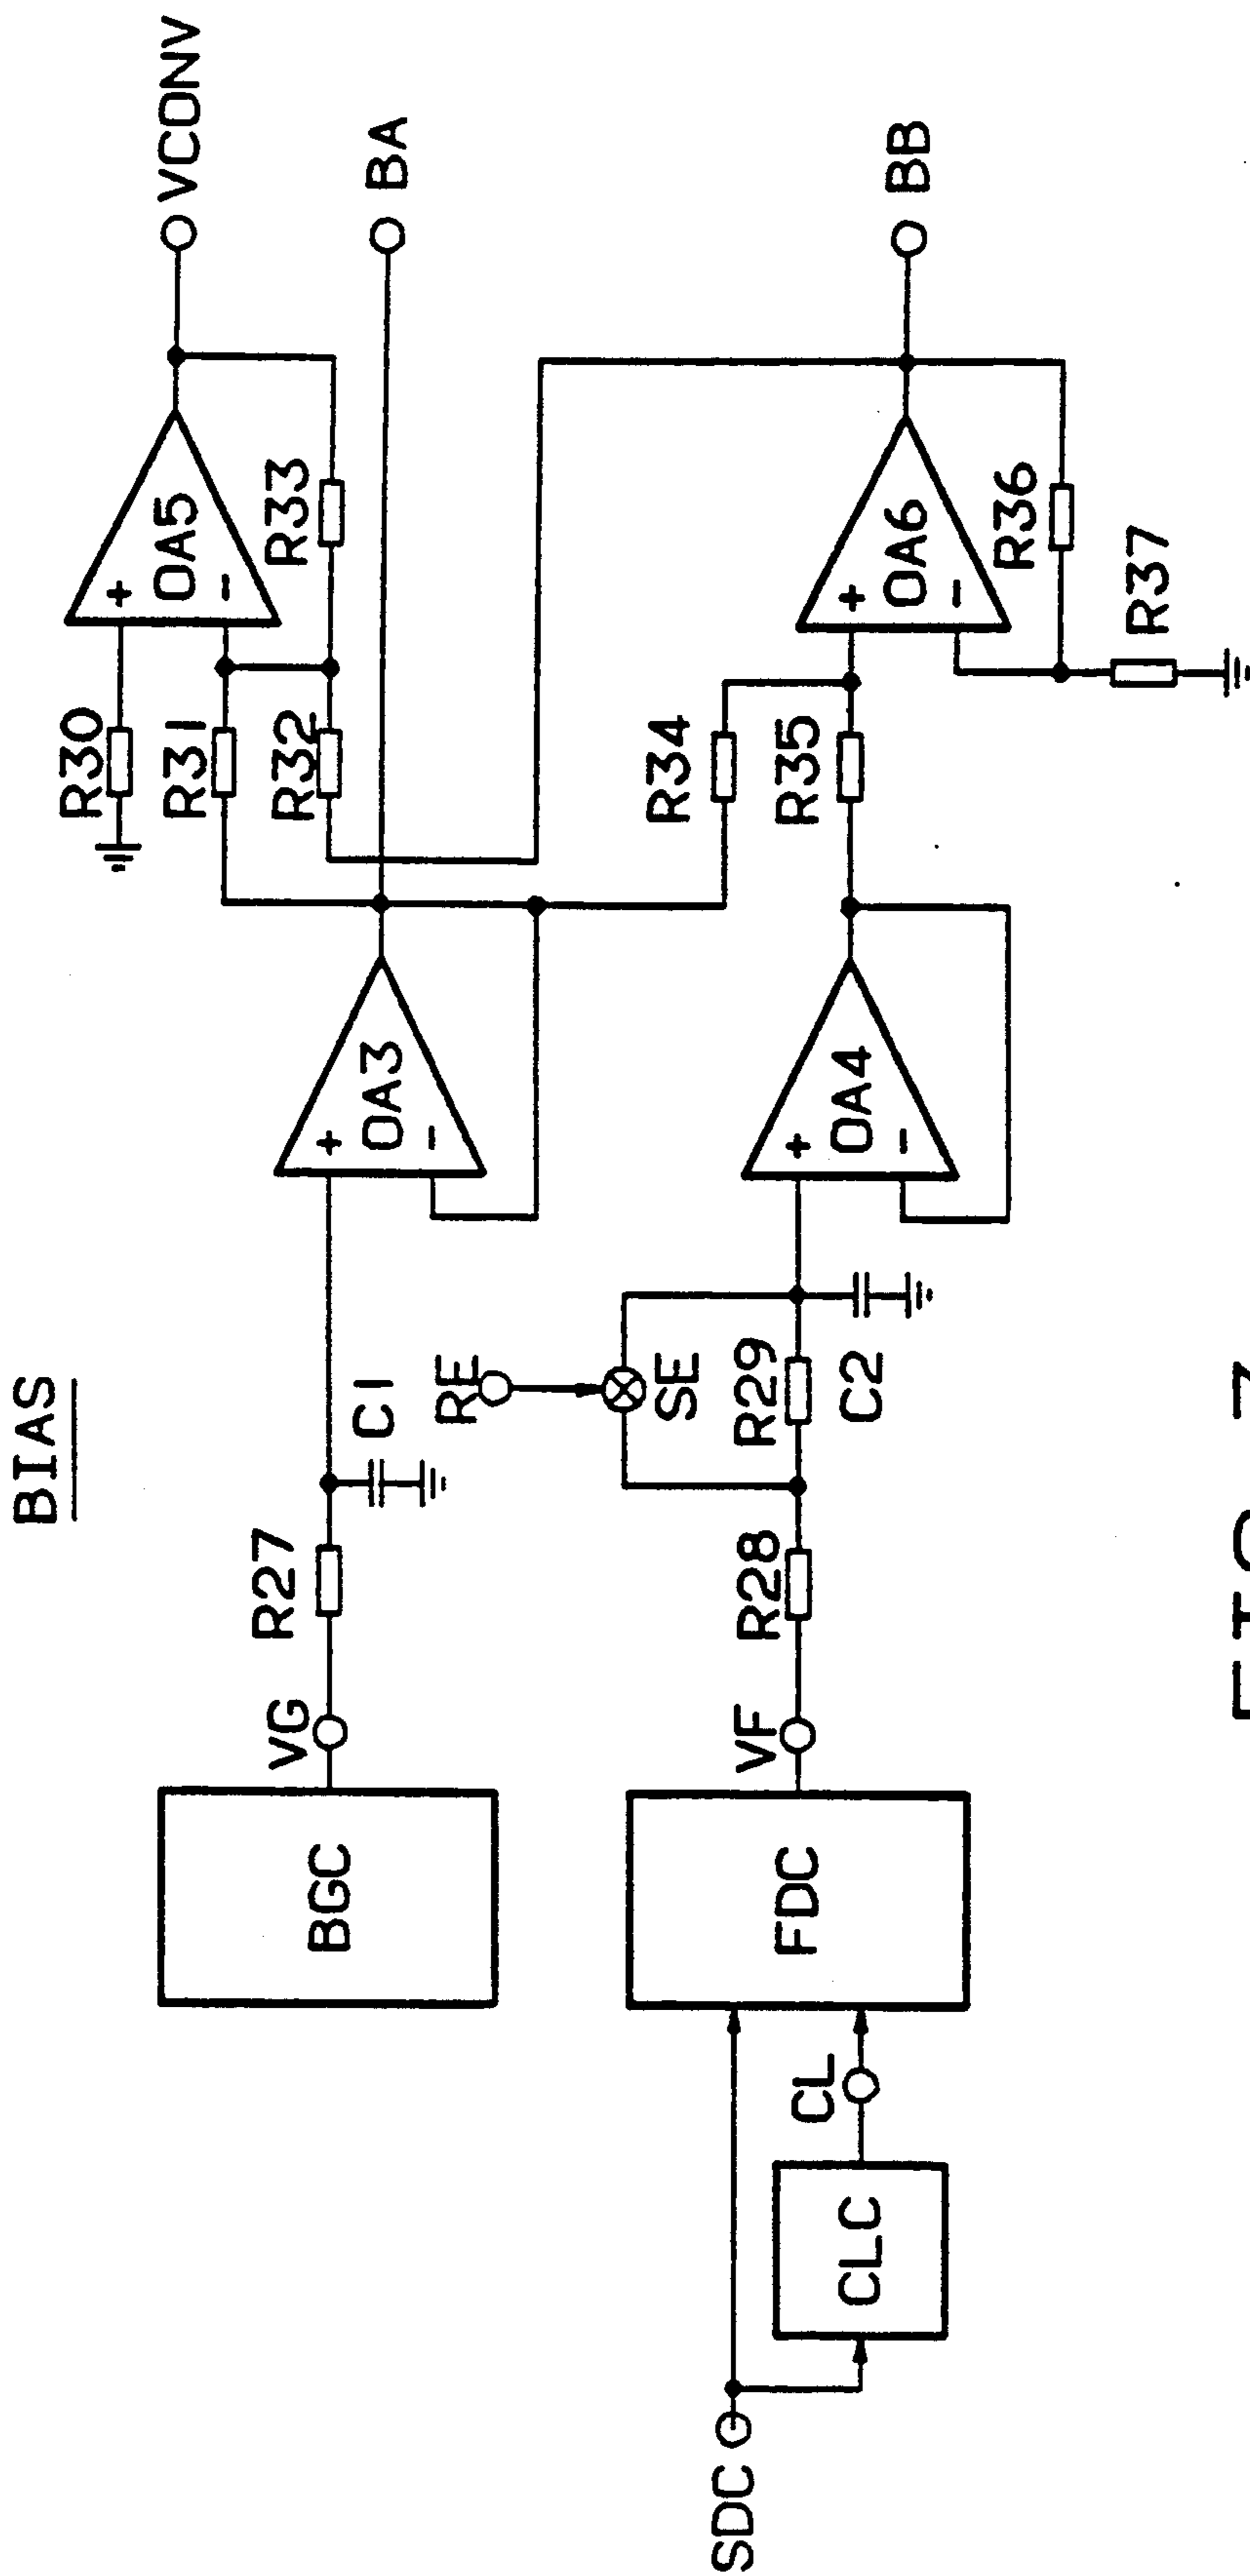 BIAS
BGC
VG
R27
C1
OA3
+
-
R30
R31
R32
R33
OA5
+
-
VCONV
BA
SDC
CLC
CL
FDC
VF
R28
RE
SE
R29
C2
OA4
+
-
R34
R35
OA6
+
-
R36
R37
BB